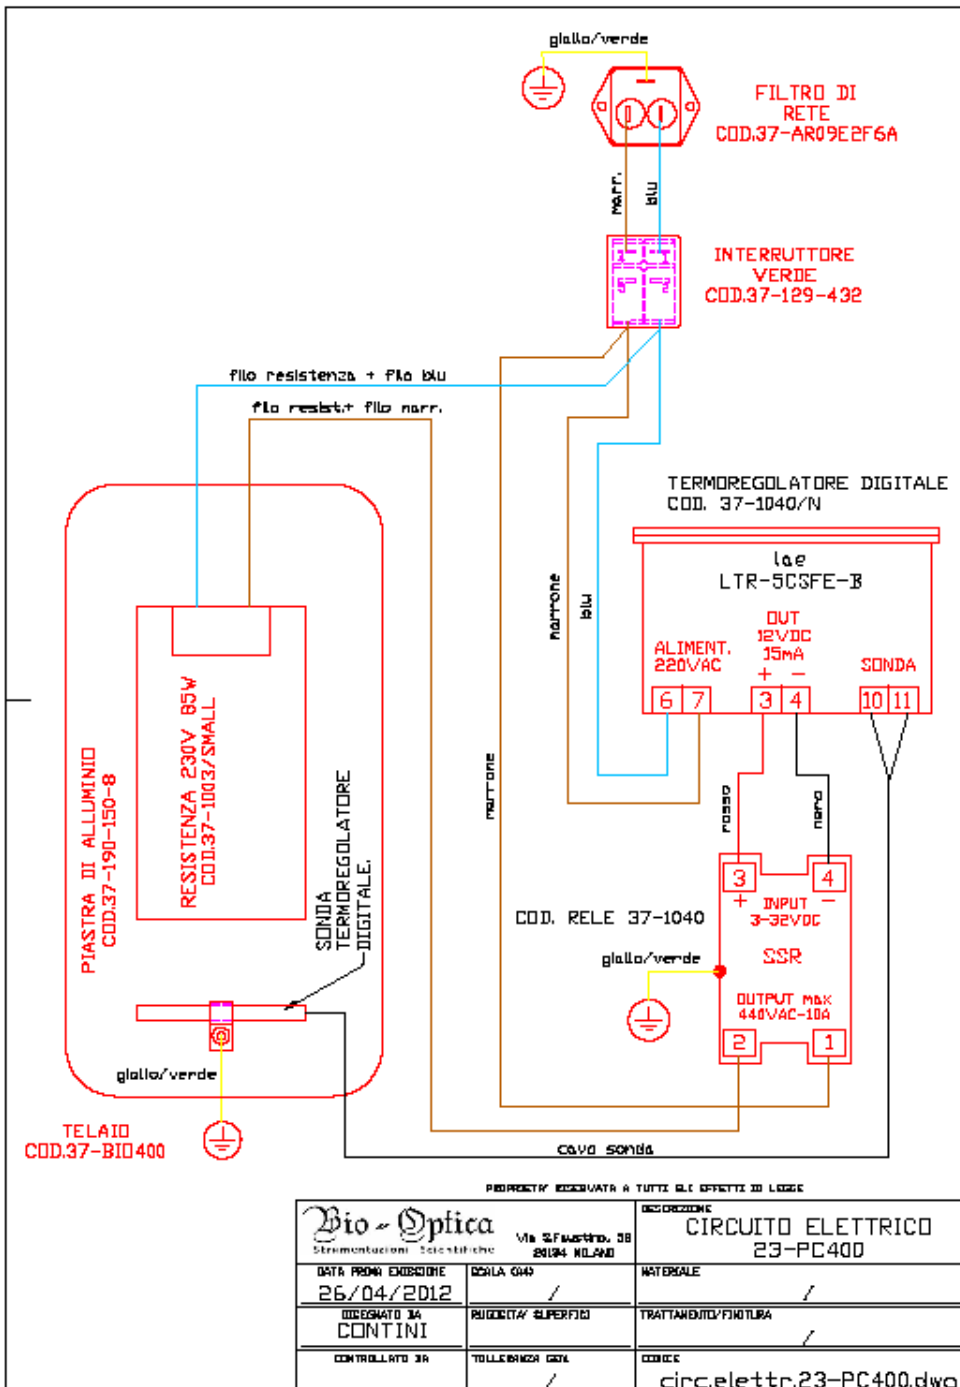 giallo/verde
FILTRO DI
RETE
COD.37-AR09E2F6A
marr.
blu
INTERRUTTORE
VERDE
COD.37-129-432
filo resistenza + filo blu
filo resist.+ filo marr.
TERMOREGOLATORE DIGITALE
COD. 37-1040/N
lae
LTR-5CSFE-B
OUT
12VDC
15mA
+ -
ALIMENT.
220VAC
SONDA
6 7 3 4 10 11
marrone
blu
marrone
rosso
nero
RESISTENZA 230V 85W
COD.37-1003/SMALL
PIASTRA DI ALLUMINIO
COD.37-190-150-8
SONDA
TERMOREGOLATORE
DIGITALE.
3 4
+ INPUT -
3-32VDC
COD. RELE 37-1040
SSR
giallo/verde
OUTPUT max
440VAC-10A
2 1
giallo/verde
TELAIO
COD.37-BIO400
cavo sonda
PROPRIETA' RISERVATA A TUTTI GLI EFFETTI DI LEGGE
Bio-Optica
Strumentazioni Scientifiche
Via S.Faustino, 58
20134 MILANO
DESCRIZIONE
CIRCUITO ELETTRICO
23-PC400
DATA PRIMA EMISSIONE
26/04/2012
SCALA (A4)
/
MATERIALE
/
DISEGNATO DA
CONTINI
RUGOSITA' SUPERFICI
TRATTAMENTO/FINITURA
/
CONTROLLATO DA
TOLLERANZA GEN.
/
CODICE
circ.elettr.23-PC400.dwg